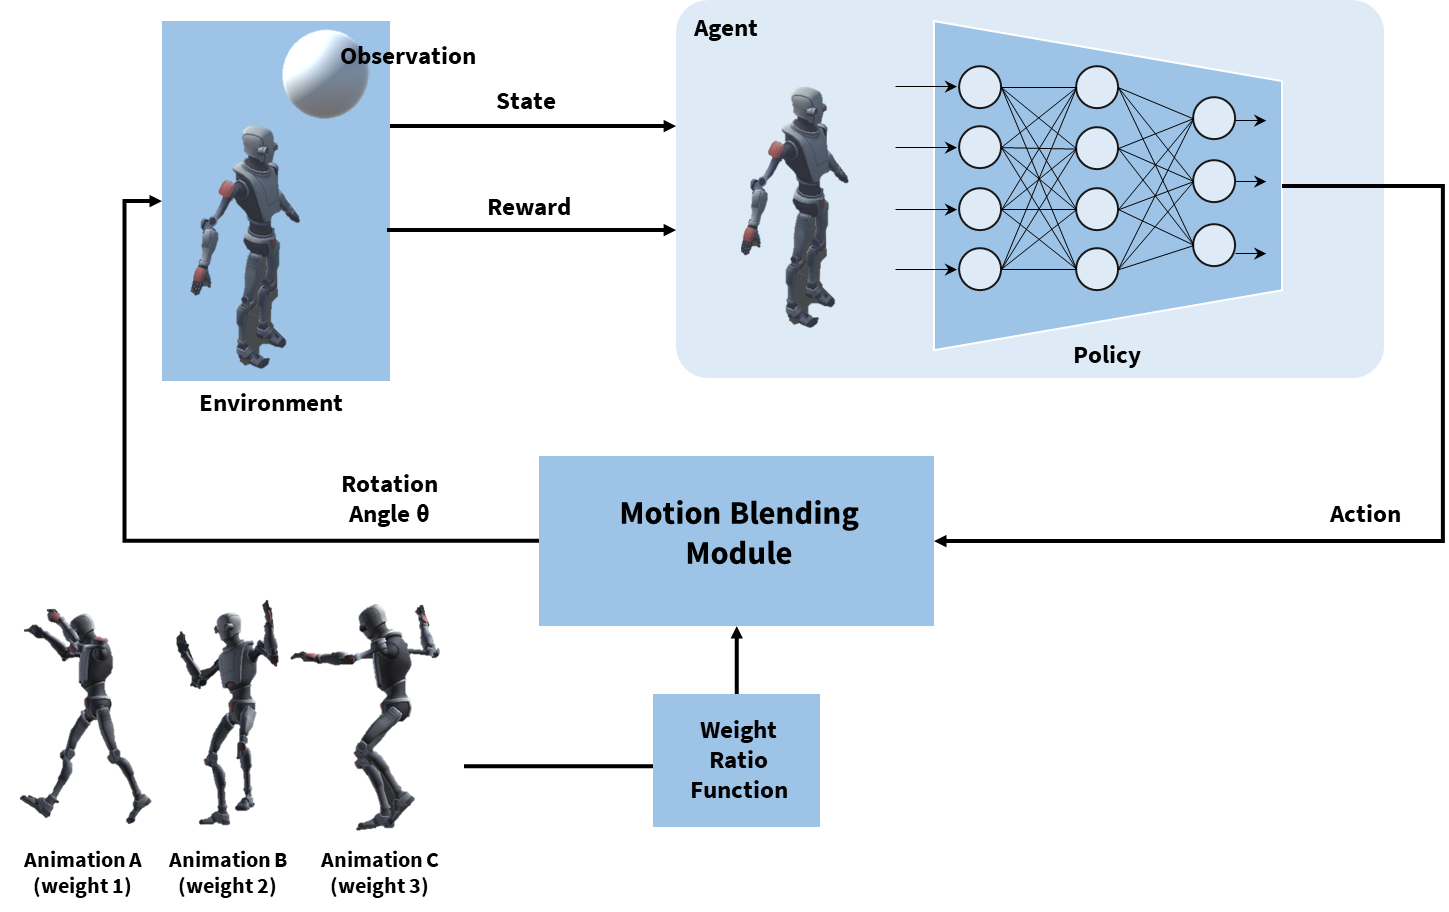 Agent
Observation
State
Reward
Policy
Environment
Rotation
Angle θ
Motion Blending
Module
Action
Weight
Ratio
Function
Animation A
(weight 1)
Animation B
(weight 2)
Animation C
(weight 3)